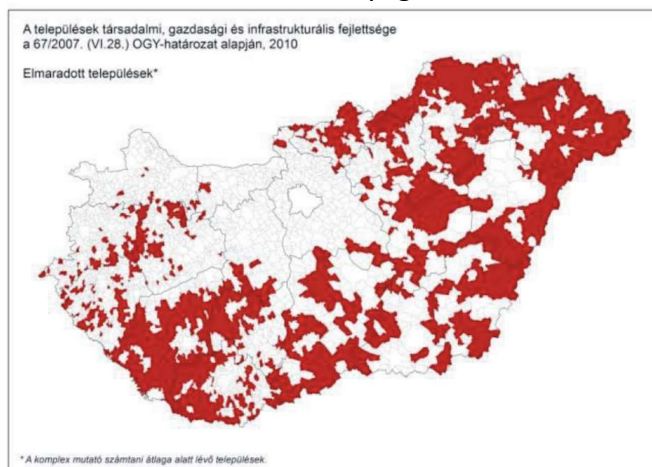 A települések társadalmi, gazdasági és infrastrukturális fejlettsége
a 67/2007. (VI.28.) OGY-határozat alapján, 2010
Elmaradott települések*
* A komplex mutató számtani átlaga alatt lévő települések.